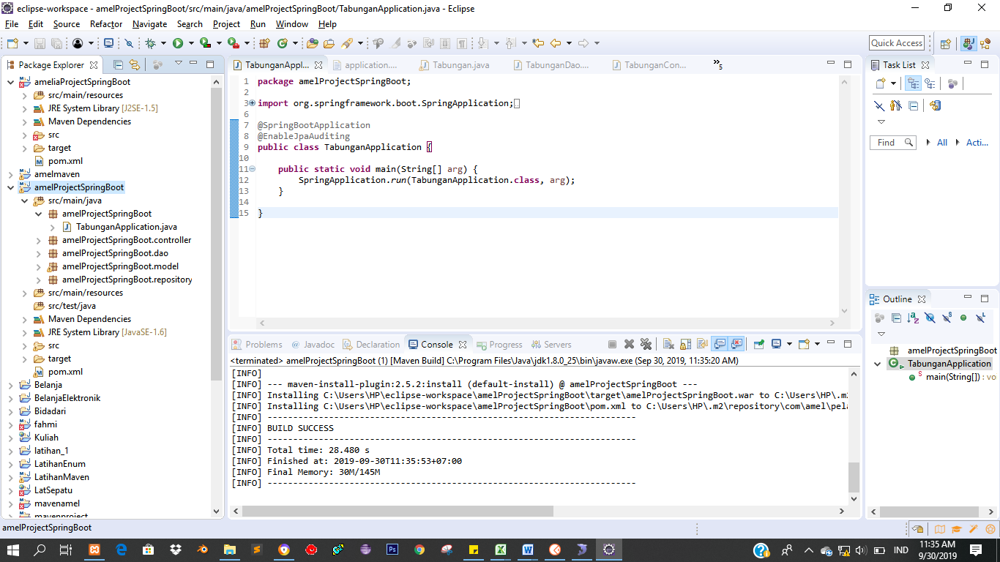 eclipse-workspace - amelProjectSpringBoot/src/main/java/amelProjectSpringBoot/TabunganApplication.java - Eclipse
File Edit Source Refactor Navigate Search Project Run Window Help
Quick Access
Package Explorer
ameliaProjectSpringBoot
src/main/resources
JRE System Library [J2SE-1.5]
Maven Dependencies
src
target
pom.xml
amelmaven
amelProjectSpringBoot
src/main/java
amelProjectSpringBoot
TabunganApplication.java
amelProjectSpringBoot.controller
amelProjectSpringBoot.dao
amelProjectSpringBoot.model
amelProjectSpringBoot.repository
src/main/resources
src/test/java
Maven Dependencies
JRE System Library [JavaSE-1.6]
src
target
pom.xml
Belanja
BelanjaElektronik
Bidadari
fahmi
Kuliah
latihan_1
LatihanEnum
LatihanMaven
LatSepatu
mavenamel
mavenproject
TabunganAppl... application.... Tabungan.java TabunganDao.... TabunganCon... »5
1 package amelProjectSpringBoot;
2
3 import org.springframework.boot.SpringApplication;
6
7 @SpringBootApplication
8 @EnableJpaAuditing
9 public class TabunganApplication {
10
11 public static void main(String[] arg) {
12 SpringApplication.run(TabunganApplication.class, arg);
13 }
14
15 }
Problems @ Javadoc Declaration Console Progress Servers
<terminated> amelProjectSpringBoot (1) [Maven Build] C:\Program Files\Java\jdk1.8.0_25\bin\javaw.exe (Sep 30, 2019, 11:35:20 AM)
[INFO]
[INFO] --- maven-install-plugin:2.5.2:install (default-install) @ amelProjectSpringBoot ---
[INFO] Installing C:\Users\HP\eclipse-workspace\amelProjectSpringBoot\target\amelProjectSpringBoot.war to C:\Users\HP\.m2
[INFO] Installing C:\Users\HP\eclipse-workspace\amelProjectSpringBoot\pom.xml to C:\Users\HP\.m2\repository\com\amel\pela
[INFO] ------------------------------------------------------------------------
[INFO] BUILD SUCCESS
[INFO] ------------------------------------------------------------------------
[INFO] Total time: 28.480 s
[INFO] Finished at: 2019-09-30T11:35:53+07:00
[INFO] Final Memory: 30M/145M
[INFO] ------------------------------------------------------------------------
Task List
Find All Acti...
Outline
amelProjectSpringBoot
TabunganApplication
main(String[]) : vo
amelProjectSpringBoot
IND
11:35 AM
9/30/2019